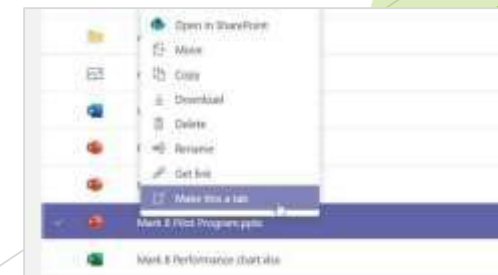 Open in SharePoint
Move
Copy
Download
Delete
Rename
Get link
Make this a tab
Mark 8 Pilot Program.pptx
Mark 8 Performance chart.xlsx